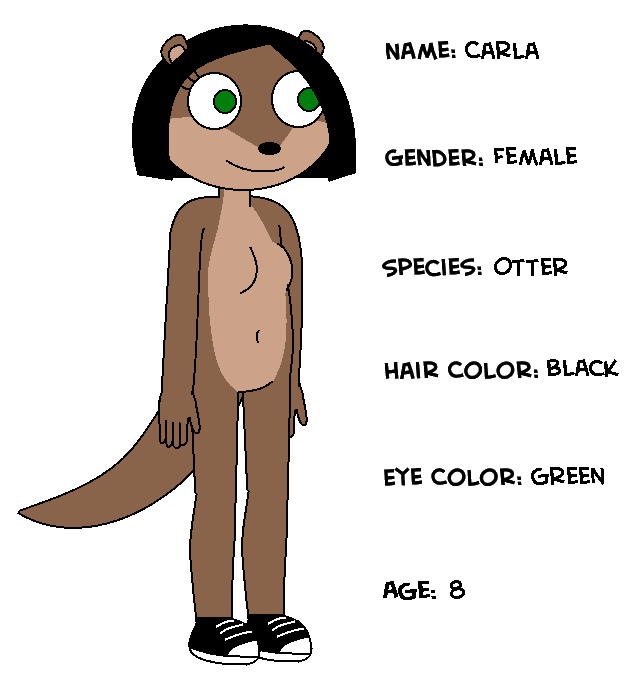 NAME: CARLA
GENDER: FEMALE
SPECIES: OTTER
HAIR COLOR: BLACK
EYE COLOR: GREEN
AGE: 8